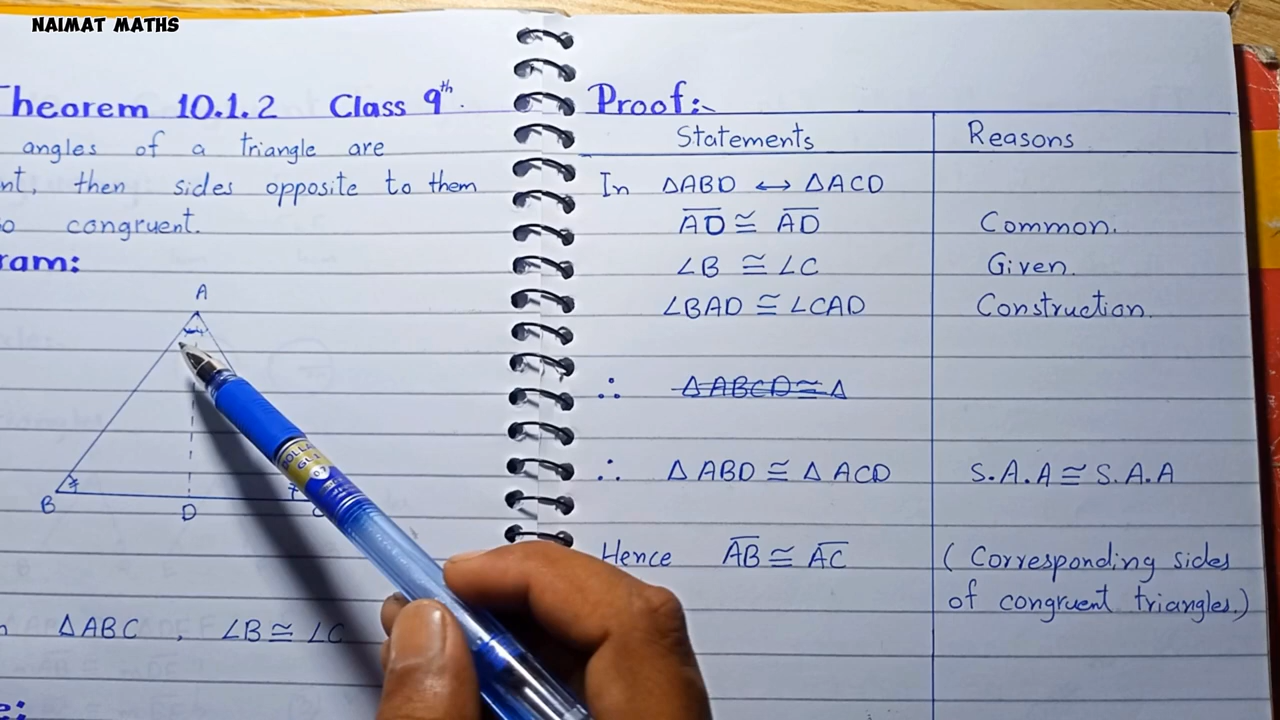 NAIMAT MATHS
Theorem 10.1.2 Class 9th.
angles of a triangle are
nt, then sides opposite to them
o congruent.
ram:
A
B
D
△ABC , ∠B ≅ ∠C
Proof:-
Statements Reasons
In △ABD ↔ △ACD
AD ≅ AD Common.
∠B ≅ ∠C Given.
∠BAD ≅ ∠CAD Construction.
∴ △ABCD ≅ △
∴ △ABD ≅ △ACD S.A.A ≅ S.A.A
Hence AB ≅ AC (Corresponding sides
of congruent triangles.)